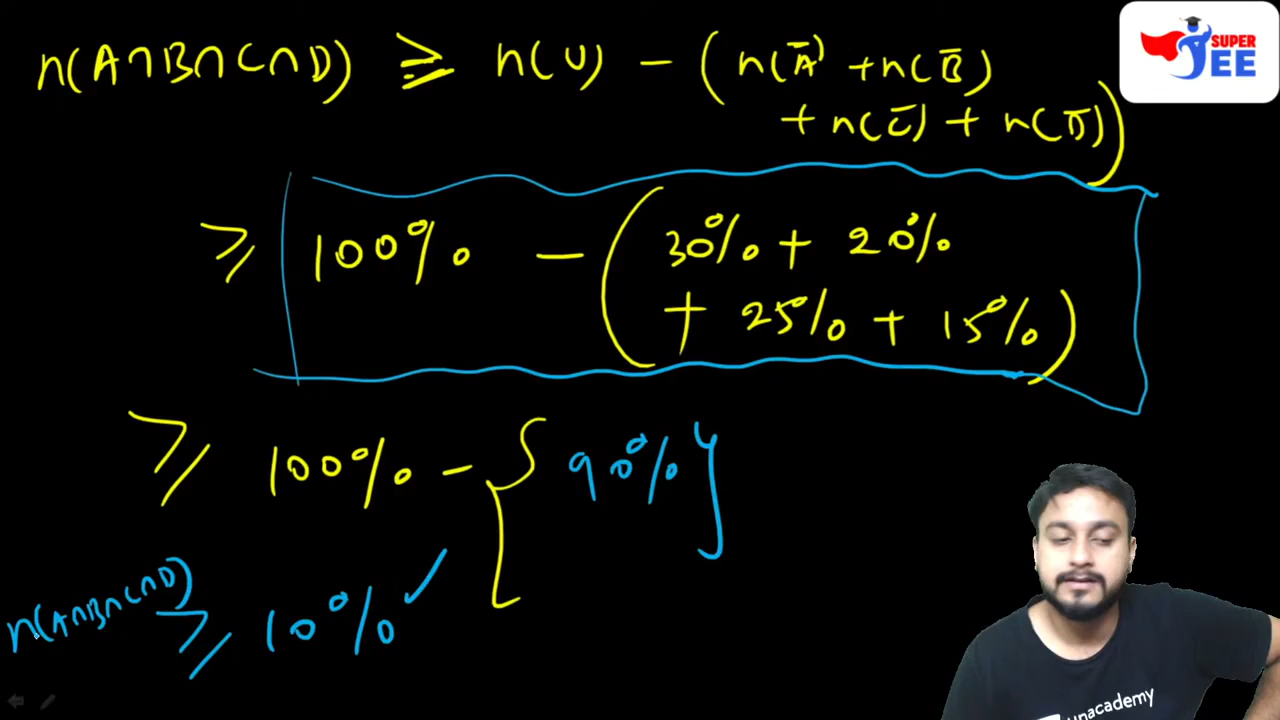 n(A∩B∩C∩D) ≥ n(U) - (n(Ā) + n(B̄)
+ n(C̄) + n(D̄))
SUPER
JEE
≥ 100% - (30% + 20%
+ 25% + 15%)
≥ 100% - {90%}
n(A∩B∩C∩D) ≥ 10% ✓
unacademy